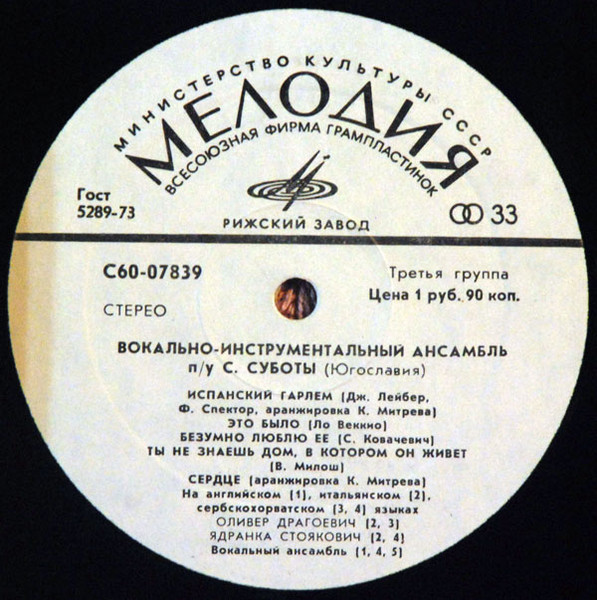 МИНИСТЕРСТВО КУЛЬТУРЫ СССР
МЕЛОДИЯ
ВСЕСОЮЗНАЯ ФИРМА ГРАМПЛАСТИНОК
Гост
5289-73
РИЖСКИЙ ЗАВОД
33
С60-07839
Третья группа
Цена 1 руб. 90 коп.
СТЕРЕО
ВОКАЛЬНО-ИНСТРУМЕНТАЛЬНЫЙ АНСАМБЛЬ
п/у С. СУБОТЫ (Югославия)
ИСПАНСКИЙ ГАРЛЕМ (Дж. Лейбер,
Ф. Спектор, аранжировка К. Митрева)
ЭТО БЫЛО (Ло Веккио)
БЕЗУМНО ЛЮБЛЮ ЕЕ (С. Ковачевич)
ТЫ НЕ ЗНАЕШЬ ДОМ, В КОТОРОМ ОН ЖИВЕТ
(В. Милош)
СЕРДЦЕ (аранжировка К. Митрева)
На английском (1), итальянском (2),
сербскохорватском (3, 4) языках
ОЛИВЕР ДРАГОЕВИЧ (2, 3)
ЯДРАНКА СТОЯКОВИЧ (2, 4)
Вокальный ансамбль (1, 4, 5)